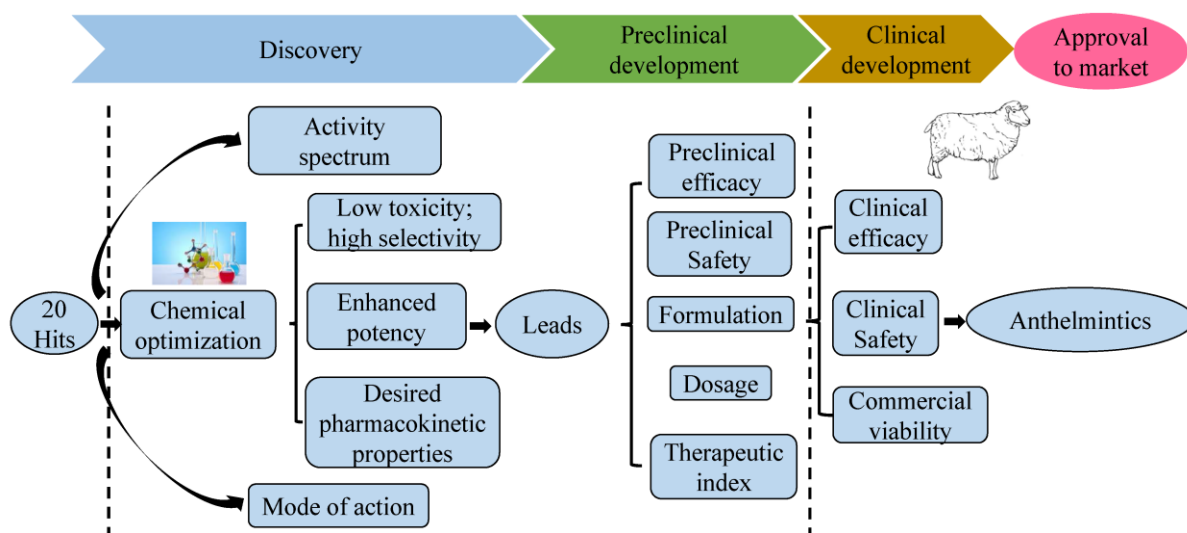 Discovery
Preclinical
development
Clinical
development
Approval
to market
Activity
spectrum
Low toxicity;
high selectivity
20
Hits
Chemical
optimization
Enhanced
potency
Desired
pharmacokinetic
properties
Mode of action
Leads
Preclinical
efficacy
Preclinical
Safety
Formulation
Dosage
Therapeutic
index
Clinical
efficacy
Clinical
Safety
Commercial
viability
Anthelmintics